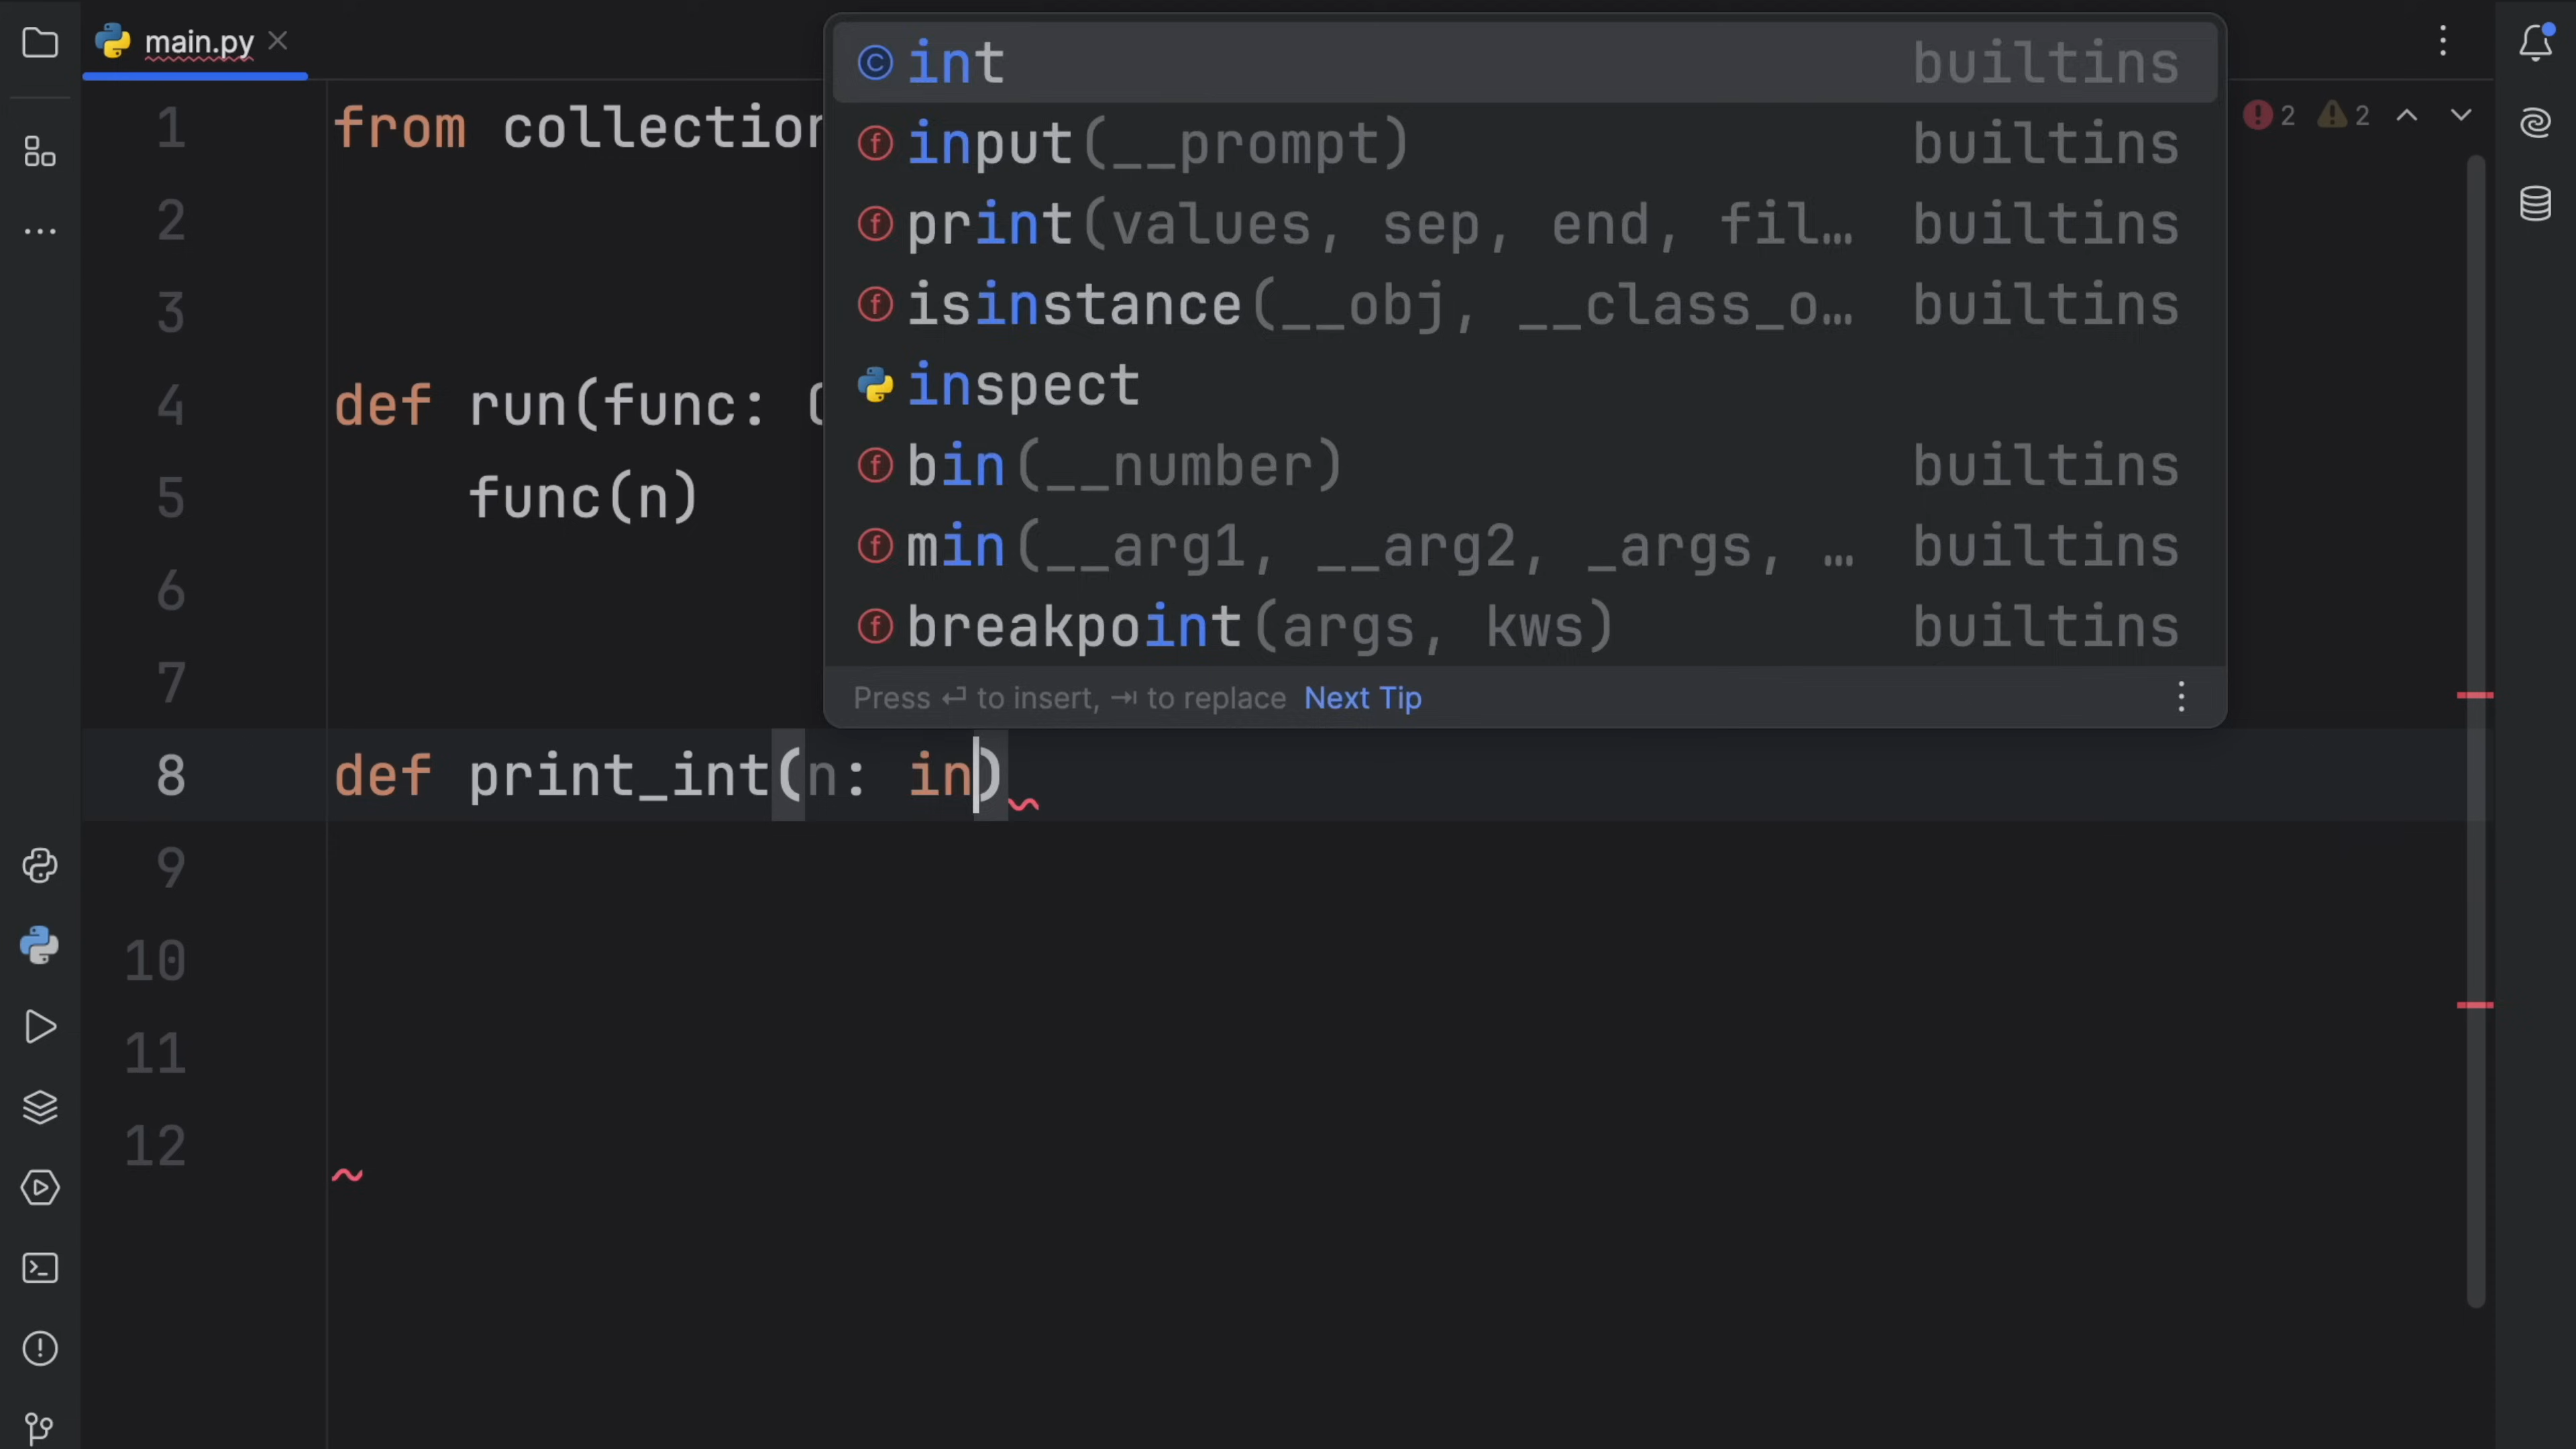 main.py
int builtins
2 2
1 from collection
input(__prompt) builtins
2
print(values, sep, end, fil… builtins
3
isinstance(__obj, __class_o… builtins
inspect
4 def run(func:
bin(__number) builtins
5 func(n)
min(__arg1, __arg2, _args, … builtins
6
breakpoint(args, kws) builtins
7
Press ↵ to insert, ⇥ to replace Next Tip
8 def print_int(n: in)
9
10
11
12